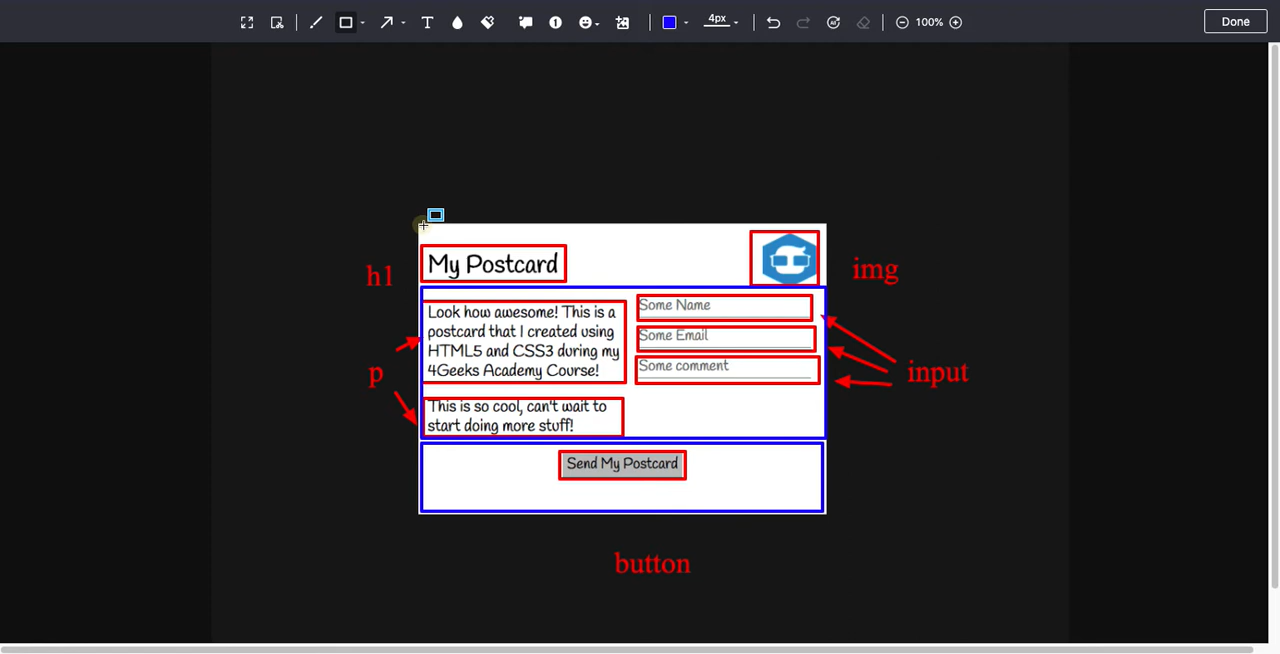 4px
100%
Done
My Postcard
h1
img
Look how awesome! This is a
postcard that I created using
HTML5 and CSS3 during my
4Geeks Academy Course!
p
This is so cool, can't wait to
start doing more stuff!
Some Name
Some Email
Some comment
input
Send My Postcard
button